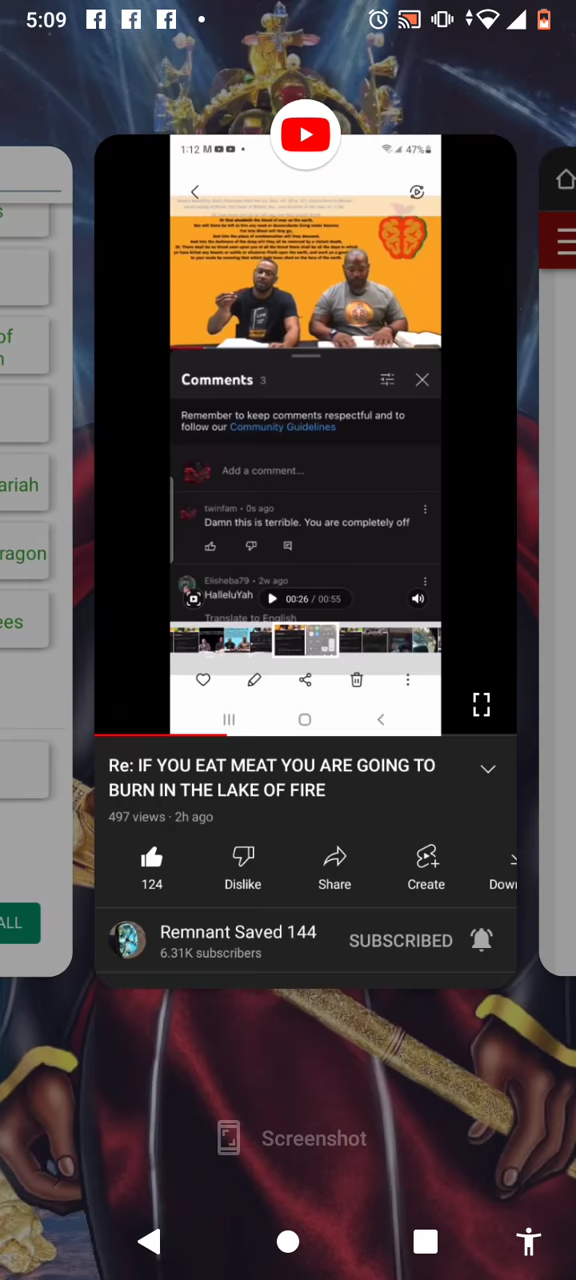 5:09
1:12
47%
Comments 3
Remember to keep comments respectful and to
follow our Community Guidelines
Add a comment...
twinfam • 0s ago
Damn this is terrible. You are completely off
Elisheba79 • 2w ago
HalleluYah
00:26 / 00:55
Translate to English
of
ariah
ragon
ees
ALL
Re: IF YOU EAT MEAT YOU ARE GOING TO
BURN IN THE LAKE OF FIRE
497 views · 2h ago
124
Dislike
Share
Create
Down
Remnant Saved 144
6.31K subscribers
SUBSCRIBED
Screenshot